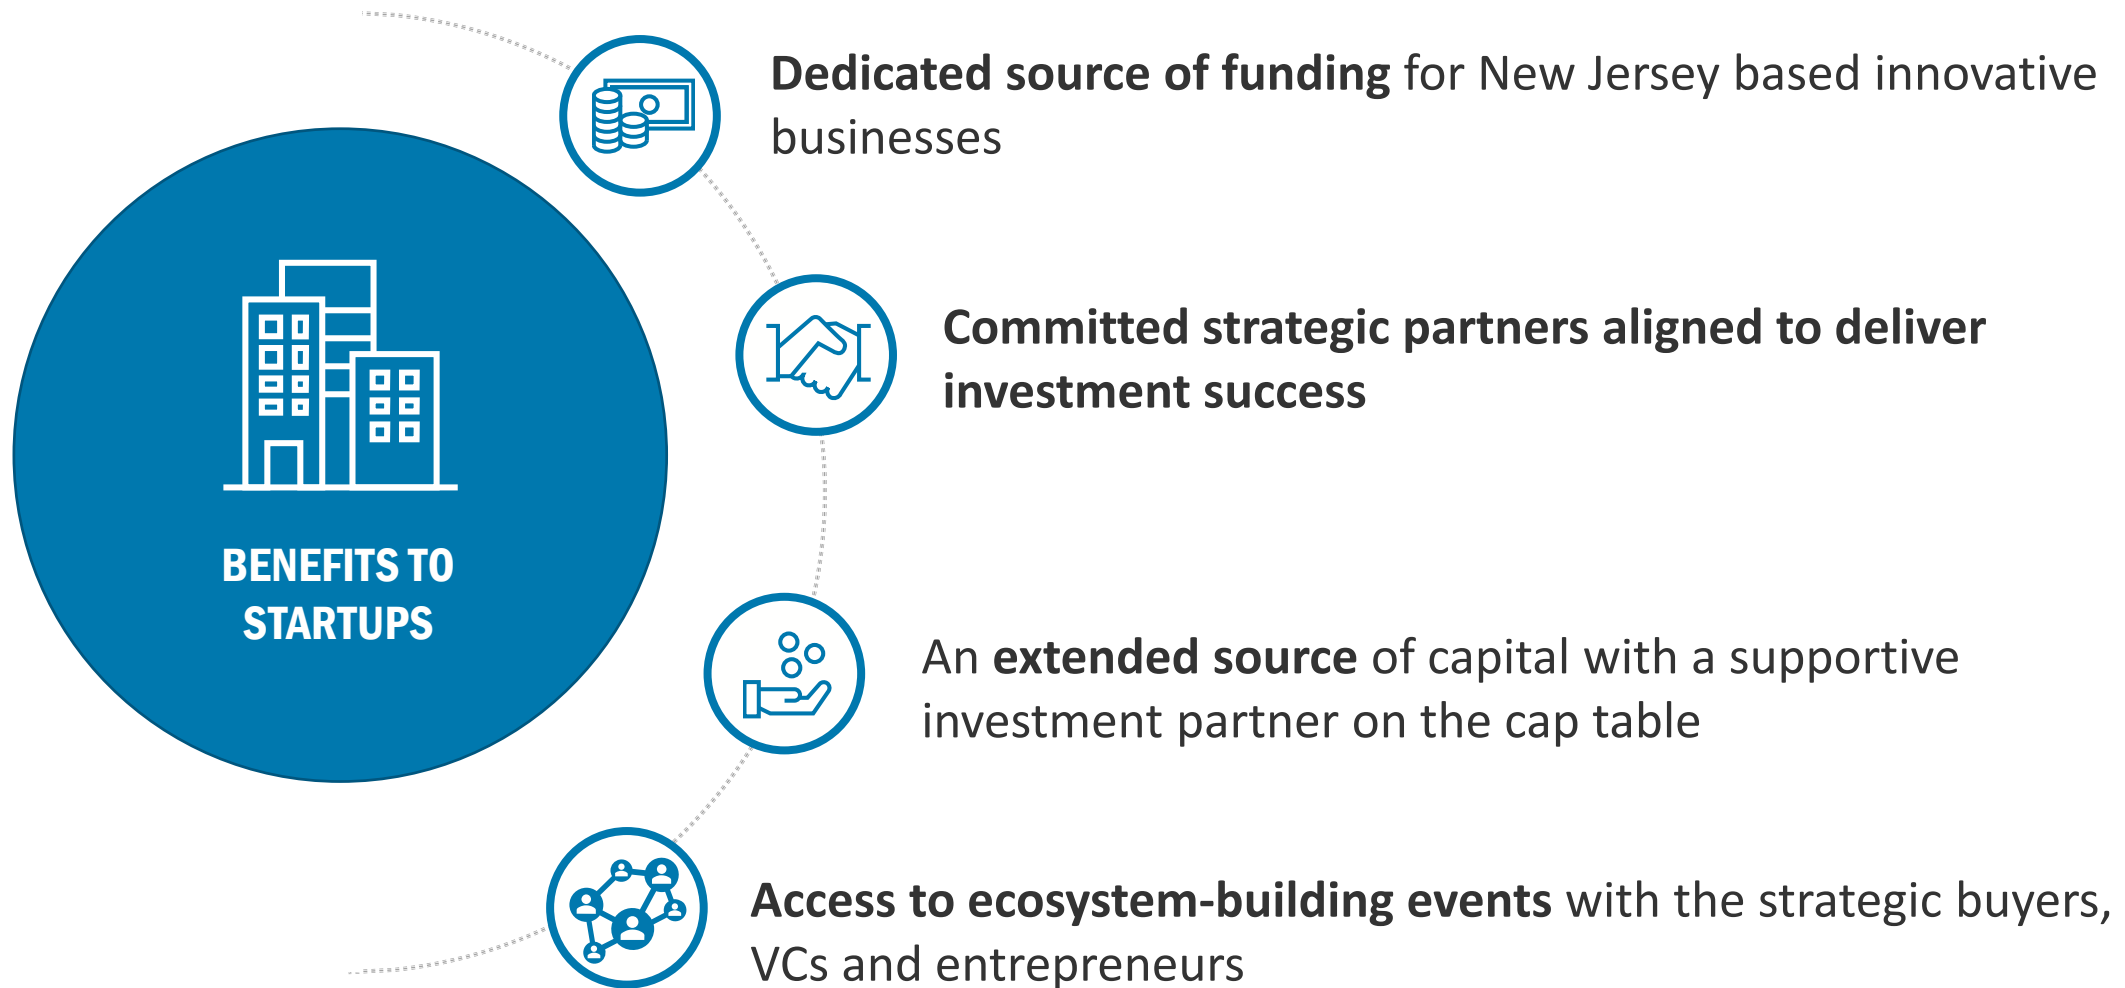 BENEFITS TO
STARTUPS
Dedicated source of funding for New Jersey based innovative
businesses
Committed strategic partners aligned to deliver
investment success
An extended source of capital with a supportive
investment partner on the cap table
Access to ecosystem-building events with the strategic buyers,
VCs and entrepreneurs